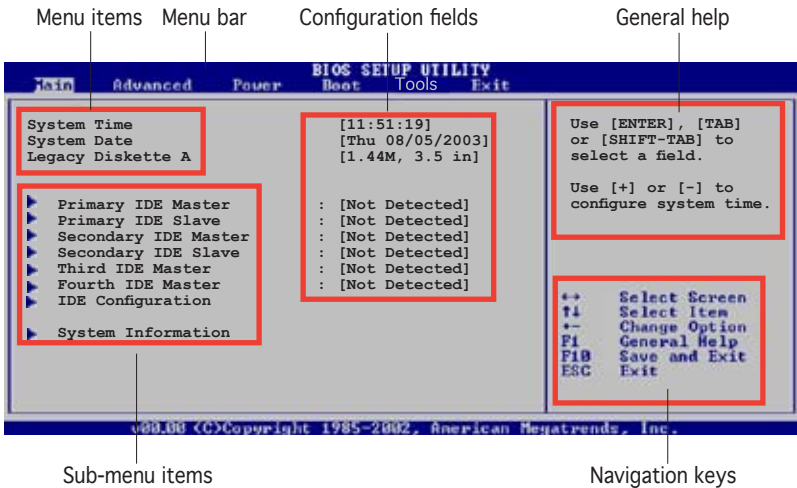 Menu items Menu bar Configuration fields General help
BIOS SETUP UTILITY
Main Advanced Power Boot Tools Exit
System Time [11:51:19]
System Date [Thu 08/05/2003]
Legacy Diskette A [1.44M, 3.5 in]
Primary IDE Master : [Not Detected]
Primary IDE Slave : [Not Detected]
Secondary IDE Master : [Not Detected]
Secondary IDE Slave : [Not Detected]
Third IDE Master : [Not Detected]
Fourth IDE Master : [Not Detected]
IDE Configuration
System Information
Use [ENTER], [TAB]
or [SHIFT-TAB] to
select a field.
Use [+] or [-] to
configure system time.
↔ Select Screen
↑↓ Select Item
+- Change Option
F1 General Help
F10 Save and Exit
ESC Exit
v00.00 (C)Copyright 1985-2002, American Megatrends, Inc.
Sub-menu items Navigation keys